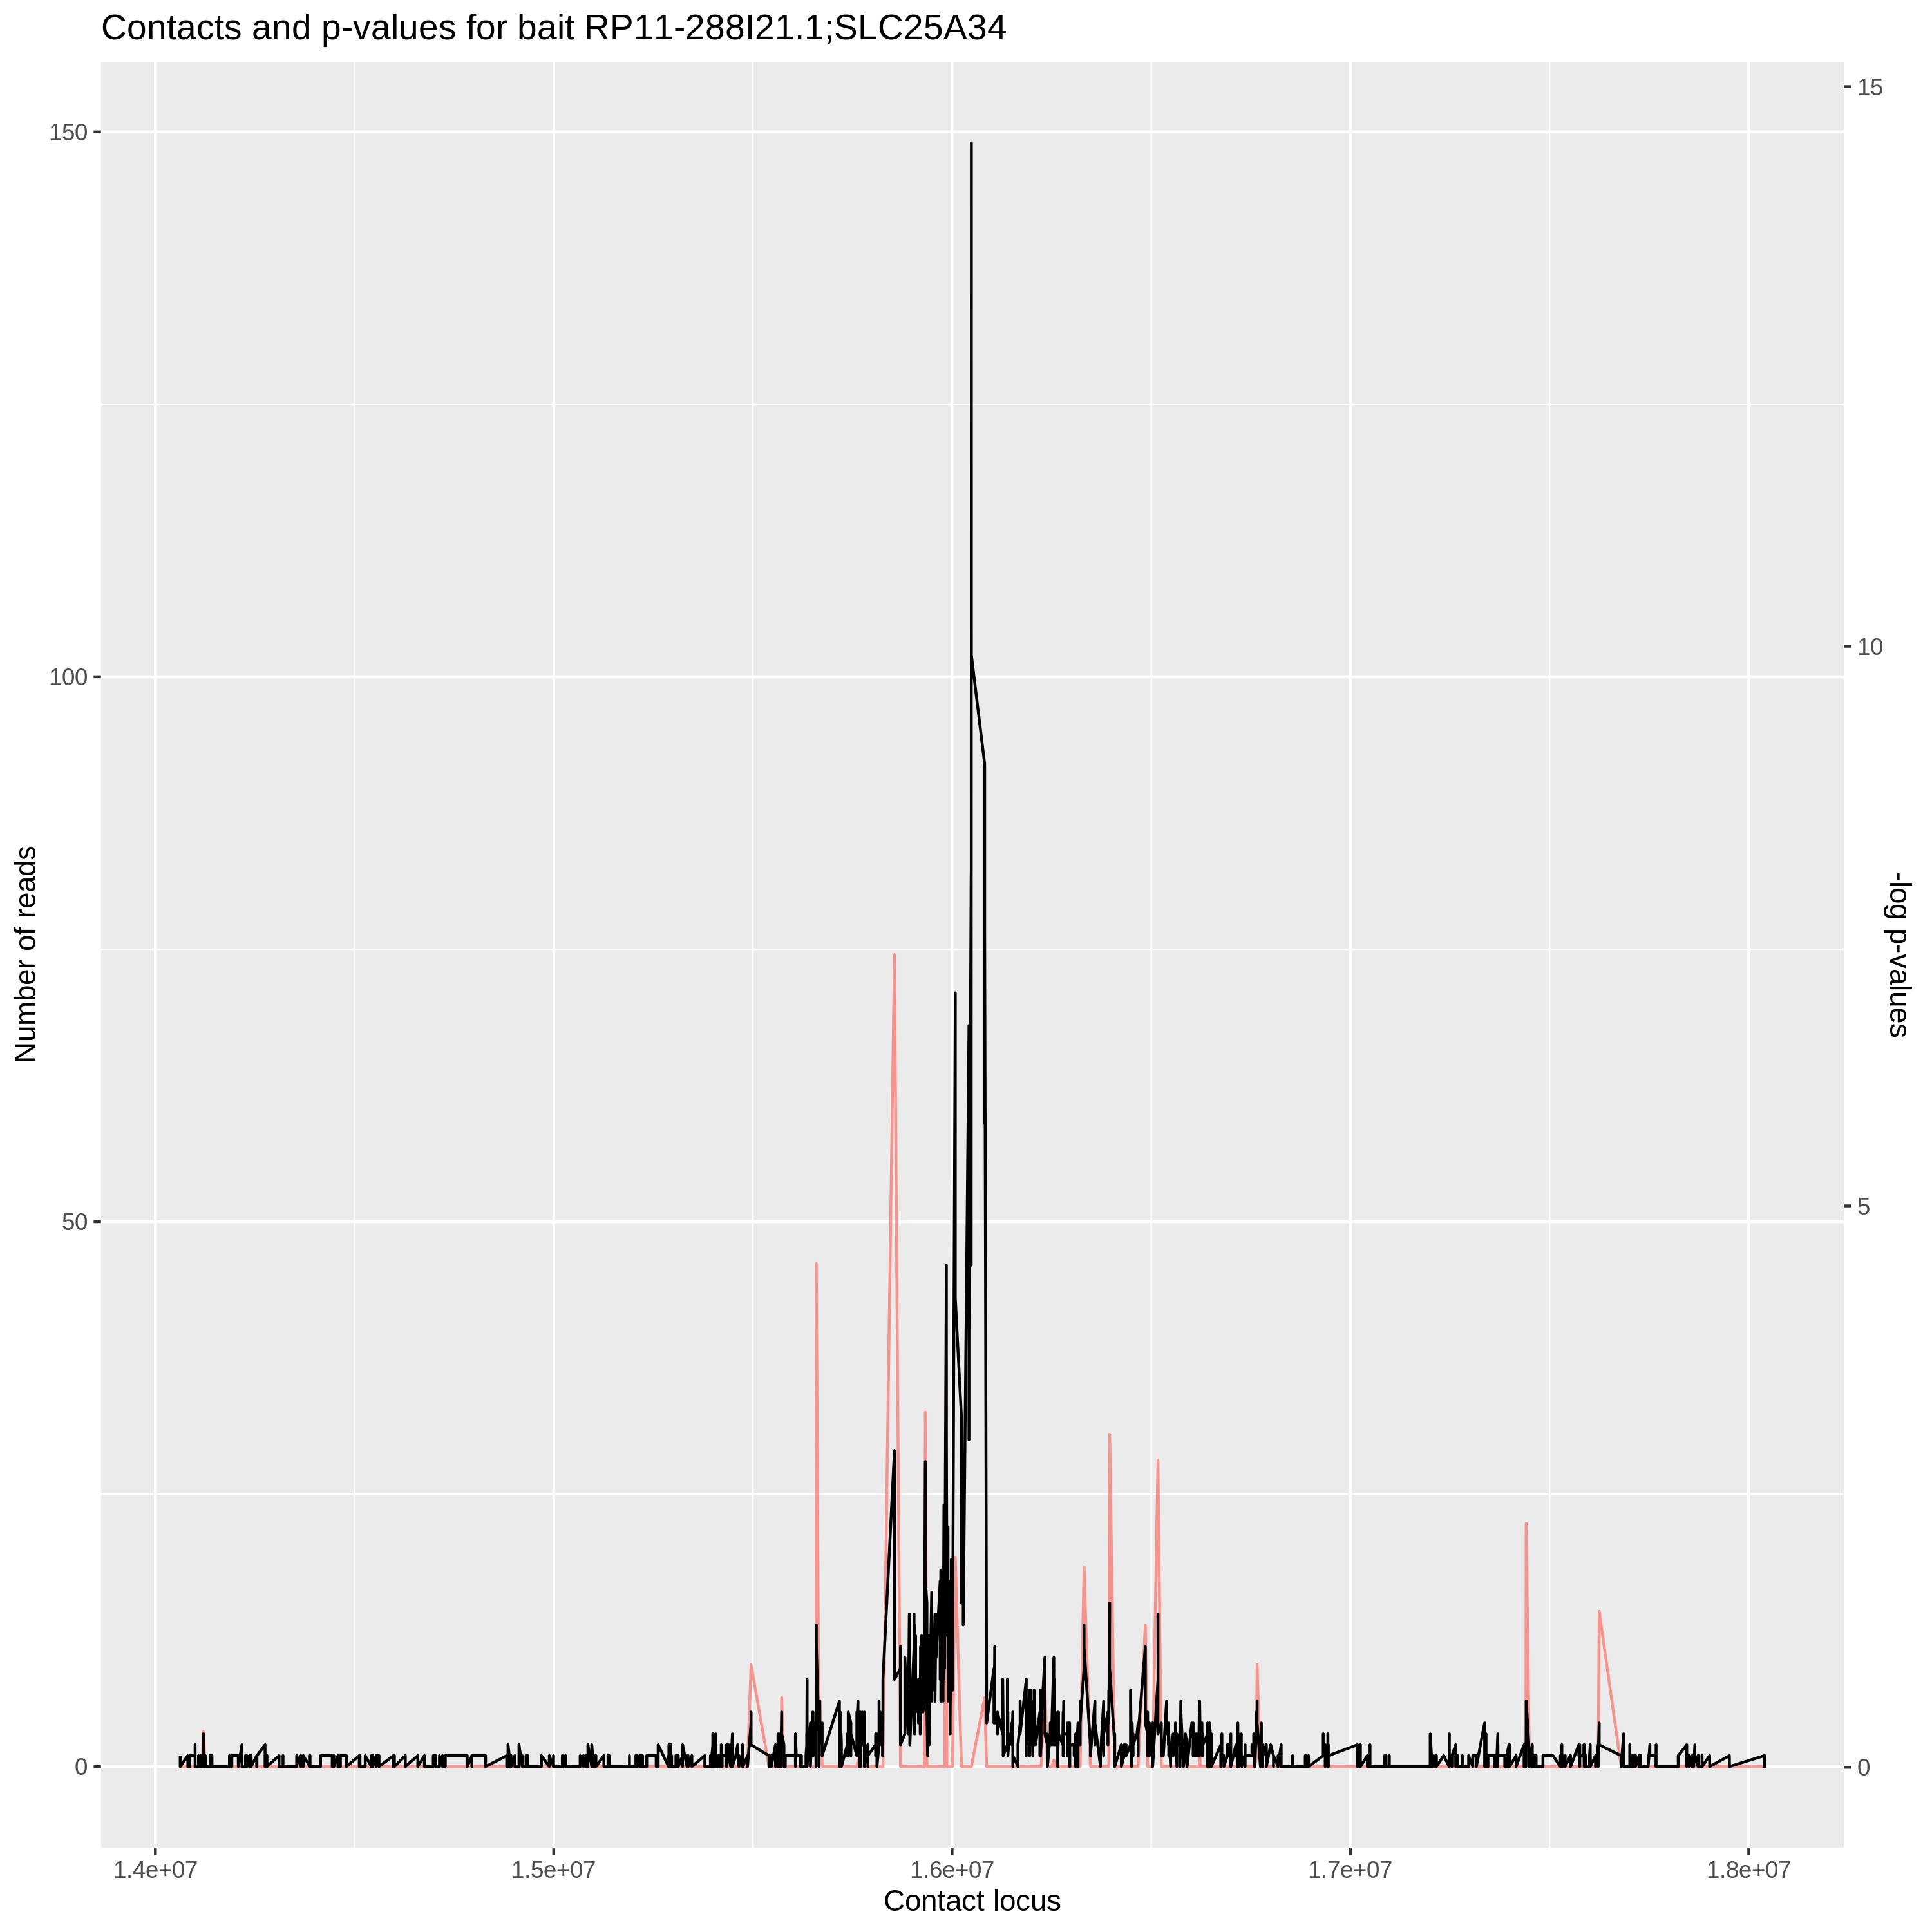 Contacts and p-values for bait RP11-288I21.1;SLC25A34
150
100
50
0
Number of reads
15
10
5
0
-log p-values
1.4e+07
1.5e+07
1.6e+07
1.7e+07
1.8e+07
Contact locus